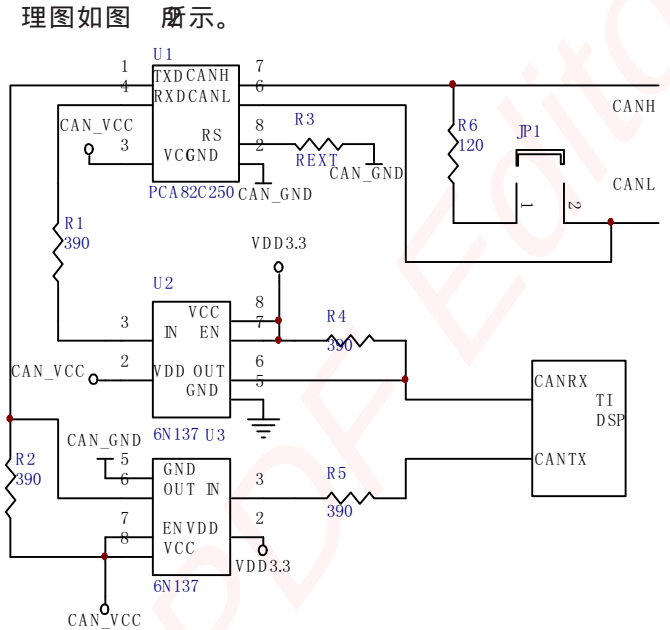 理图如图 所示。
U1
1 TXD CANH 7
4 RXD CANL 6
CANH
CAN_VCC
RS 8
R3
R6
120
JP1
3 VCC GND 2
REXT
CAN_GND
CANL
PCA82C250
CAN_GND
1 2
R1
390
VDD3.3
U2
VCC 8
3 IN EN 7
R4
390
CAN_VCC
2 VDD OUT 6
GND 5
CANRX
TI
DSP
6N137
U3
CAN_GND
R2
390
5 GND
6 OUT IN 3
R5
390
CANTX
7 EN VDD 2
8 VCC
VDD3.3
6N137
CAN_VCC
PDF Editor